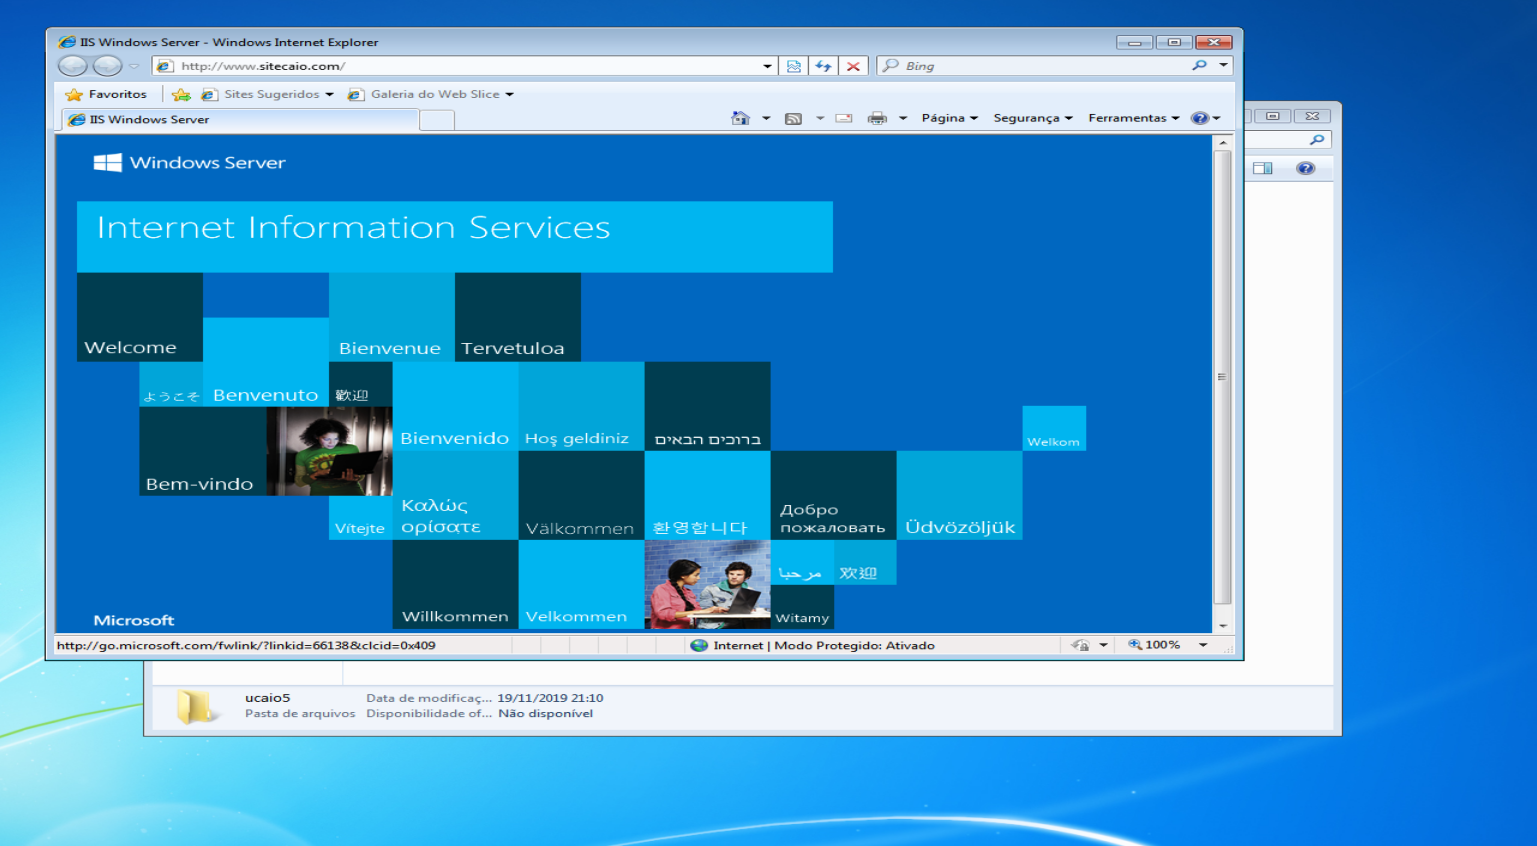 IIS Windows Server - Windows Internet Explorer
http://www.sitecaio.com/
Bing
Favoritos
Sites Sugeridos
Galeria do Web Slice
IIS Windows Server
Página
Segurança
Ferramentas
Windows Server
Internet Information Services
Welcome
Bienvenue
Tervetuloa
ようこそ
Benvenuto
歡迎
Bienvenido
Hoş geldiniz
ברוכים הבאים
Welkom
Bem-vindo
Vítejte
Καλώς
ορίσατε
Välkommen
환영합니다
Добро
пожаловать
Üdvözöljük
مرحبا
欢迎
Willkommen
Velkommen
Witamy
Microsoft
http://go.microsoft.com/fwlink/?linkid=66138&clcid=0x409
Internet | Modo Protegido: Ativado
100%
ucaio5
Data de modificaç... 19/11/2019 21:10
Pasta de arquivos
Disponibilidade of... Não disponível